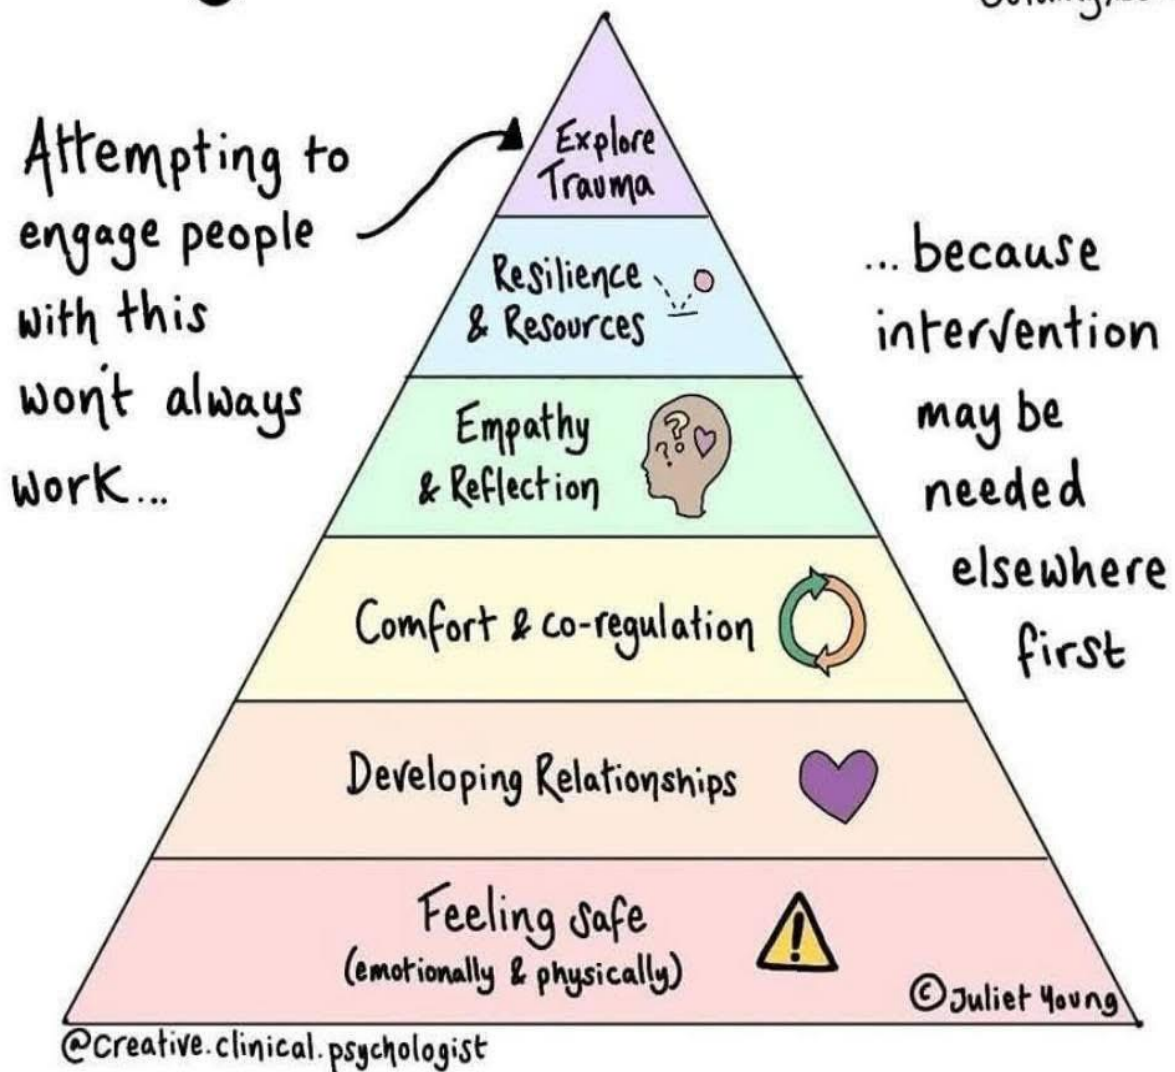 Attempting to
engage people
with this
won't always
work...
Explore
Trauma
Resilience
& Resources
Empathy
& Reflection
Comfort & co-regulation
Developing Relationships
Feeling safe
(emotionally & physically)
... because
intervention
may be
needed
elsewhere
first
© Juliet Young
@creative.clinical.psychologist